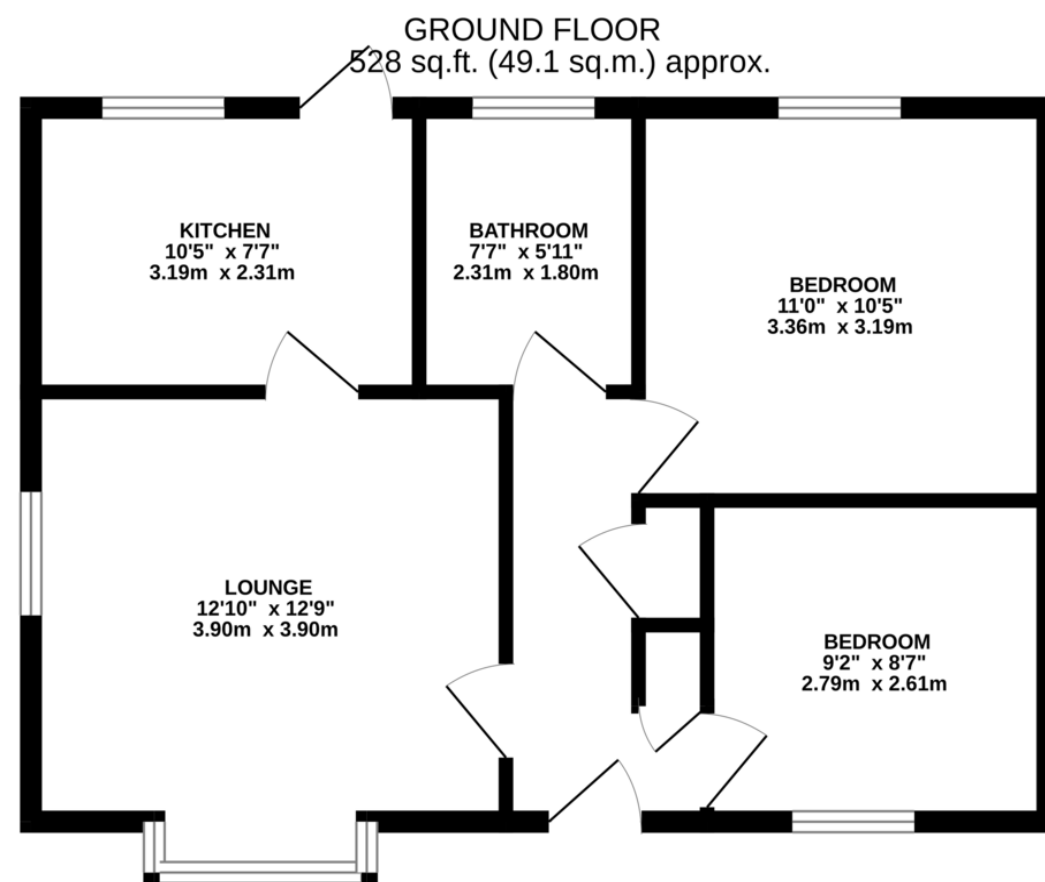 GROUND FLOOR
528 sq.ft. (49.1 sq.m.) approx.
KITCHEN
10'5" x 7'7"
3.19m x 2.31m
BATHROOM
7'7" x 5'11"
2.31m x 1.80m
BEDROOM
11'0" x 10'5"
3.36m x 3.19m
LOUNGE
12'10" x 12'9"
3.90m x 3.90m
BEDROOM
9'2" x 8'7"
2.79m x 2.61m